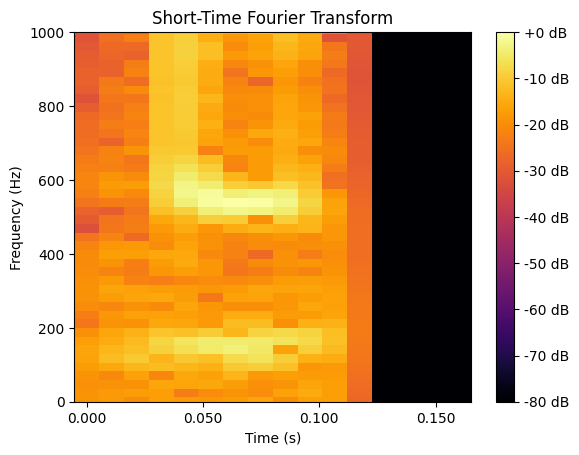 Short-Time Fourier Transform
1000
800
600
400
200
0
Frequency (Hz)
0.000
0.050
0.100
0.150
Time (s)
+0 dB
-10 dB
-20 dB
-30 dB
-40 dB
-50 dB
-60 dB
-70 dB
-80 dB